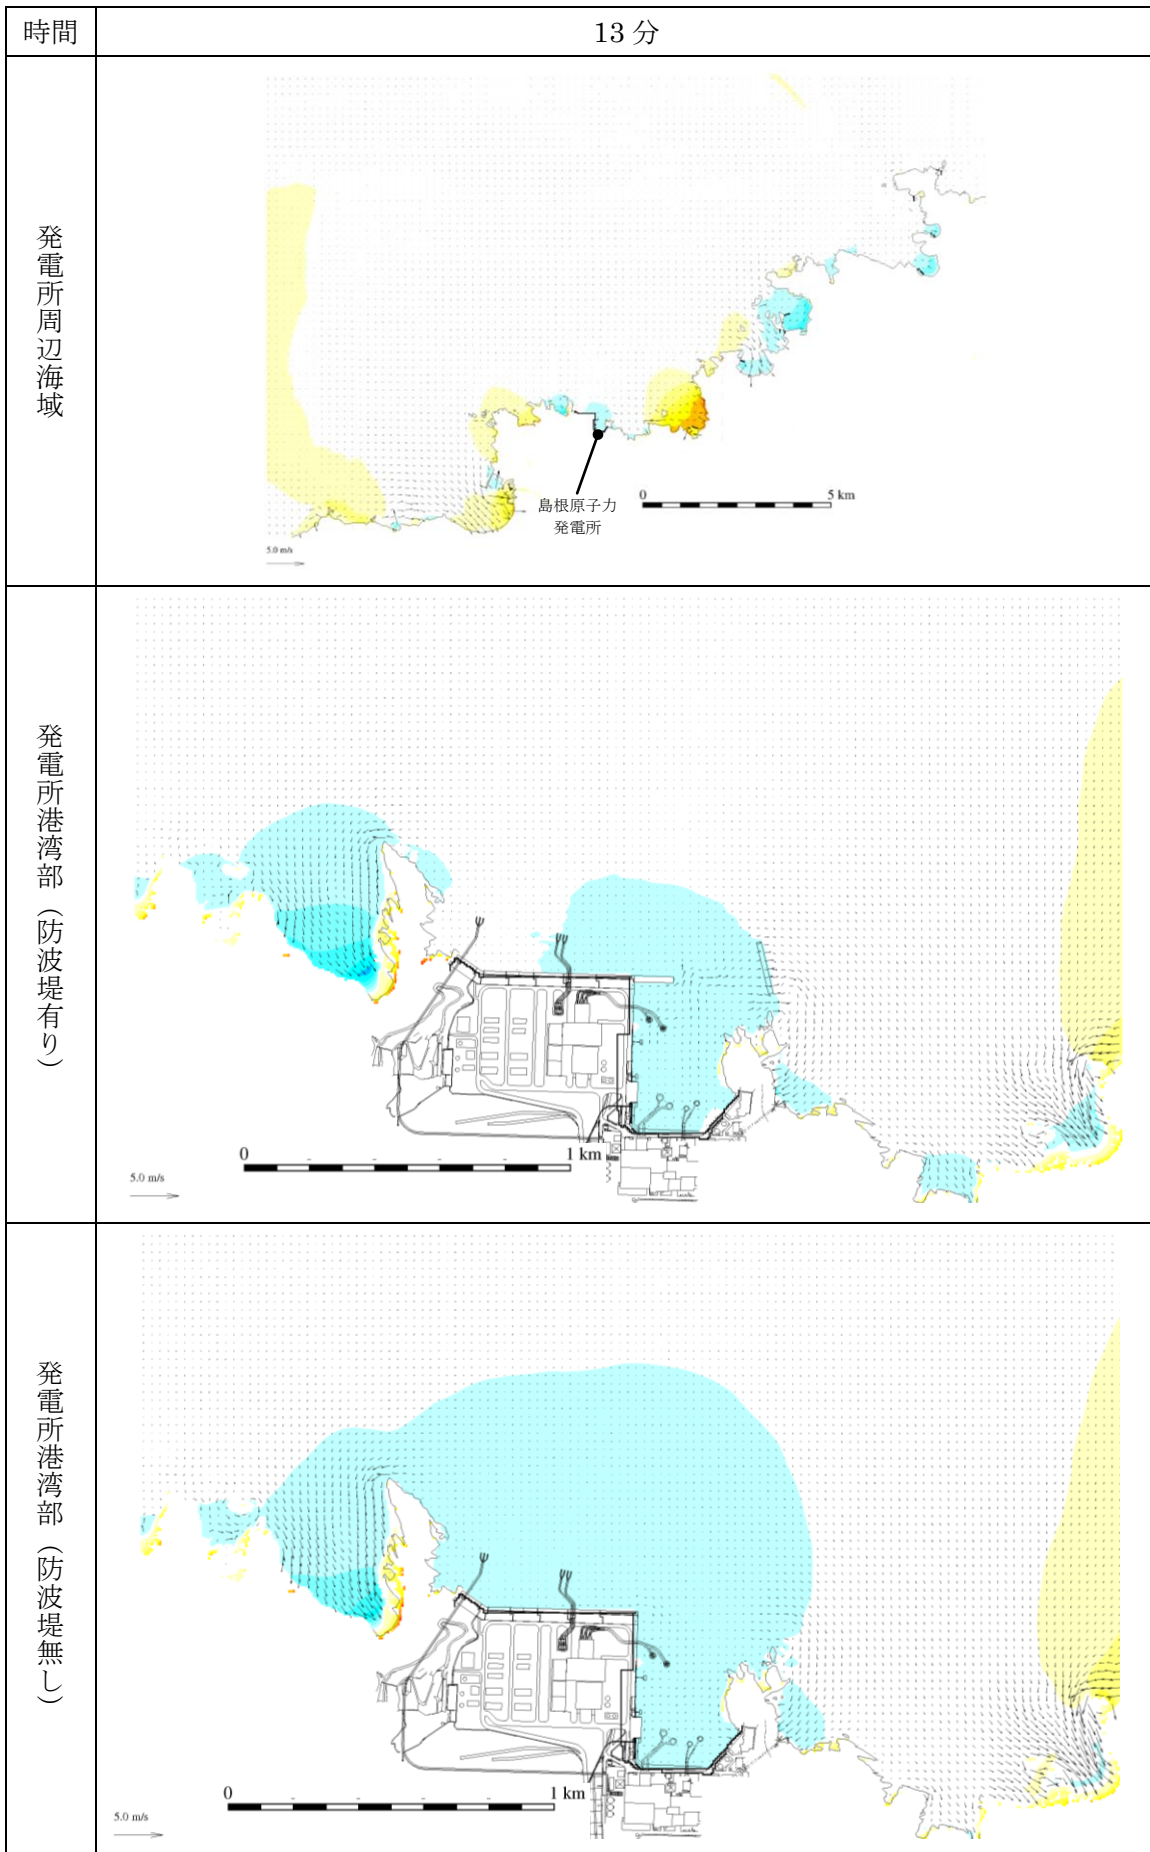 時間
13 分
発電所周辺海域
島根原子力
発電所
0 5 km
5.0 m/s
発電所港湾部（防波堤有り）
0 1 km
5.0 m/s
発電所港湾部（防波堤無し）
0 1 km
5.0 m/s